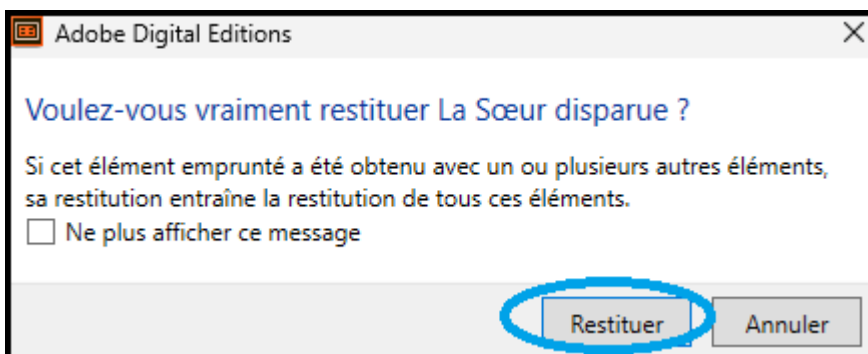 Adobe Digital Editions
Voulez-vous vraiment restituer La Sœur disparue ?
Si cet élément emprunté a été obtenu avec un ou plusieurs autres éléments,
sa restitution entraîne la restitution de tous ces éléments.
Ne plus afficher ce message
Restituer Annuler